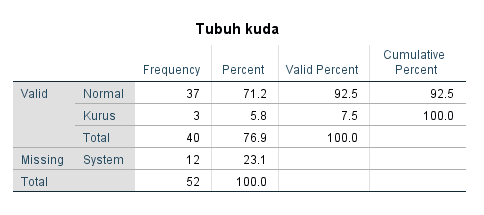 Tubuh kuda
Frequency Percent Valid Percent Cumulative Percent
Valid Normal 37 71.2 92.5 92.5
Kurus 3 5.8 7.5 100.0
Total 40 76.9 100.0
Missing System 12 23.1
Total 52 100.0